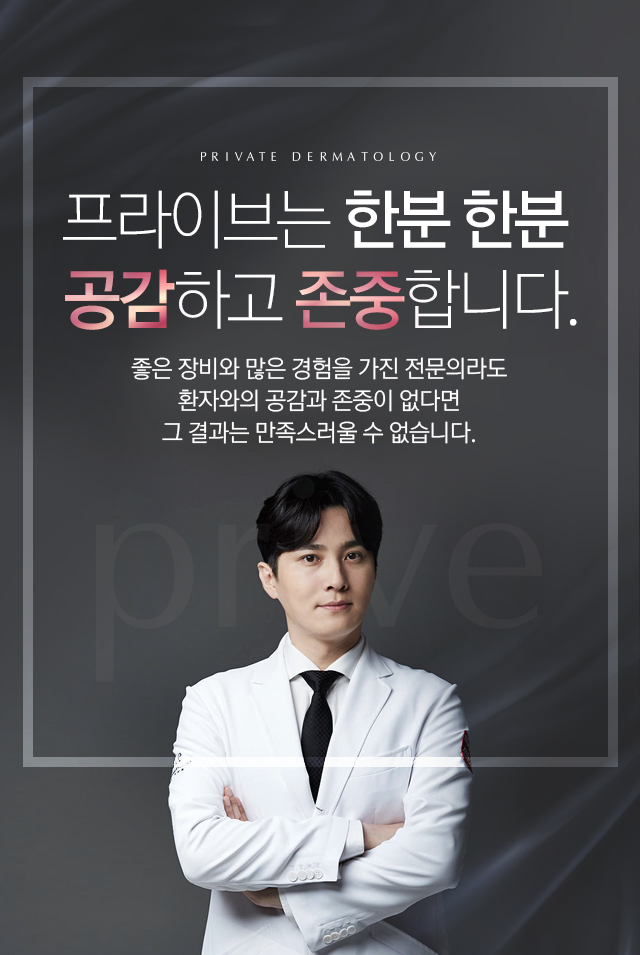 PRIVATE DERMATOLOGY
프라이브는 한분 한분
공감하고 존중합니다.
좋은 장비와 많은 경험을 가진 전문의라도
환자와의 공감과 존중이 없다면
그 결과는 만족스러울 수 없습니다.